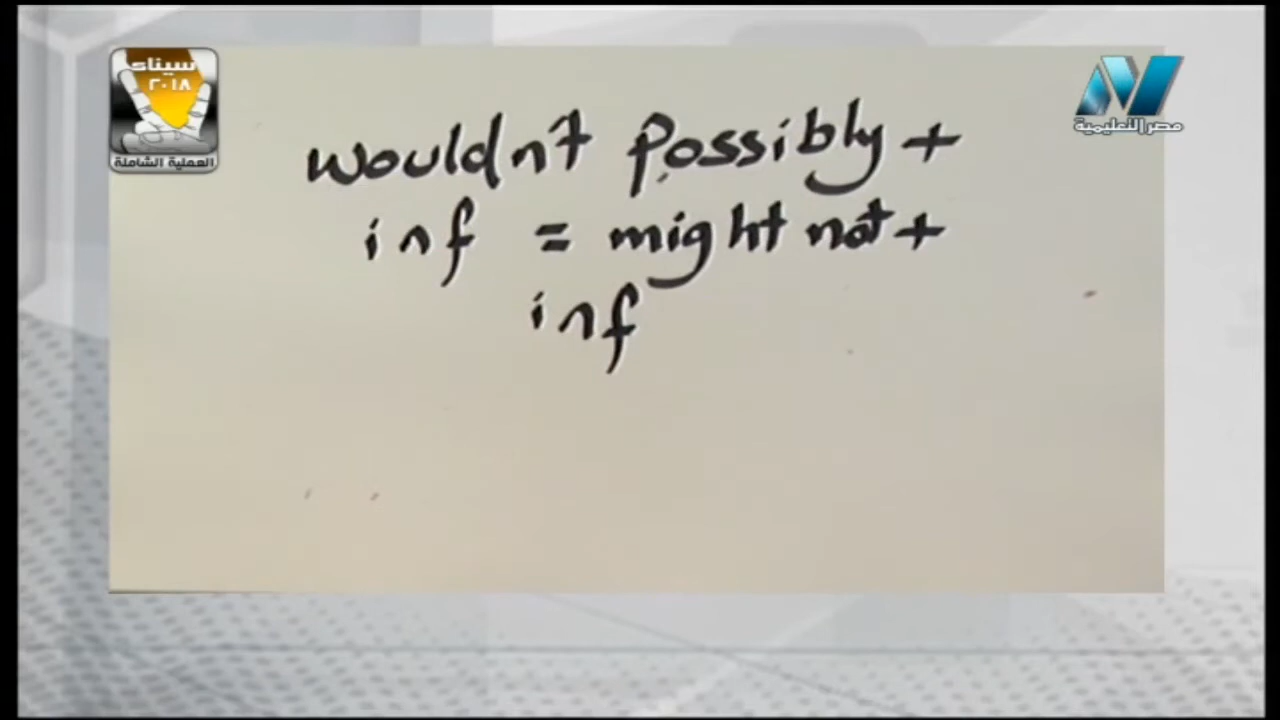 سيناء
٢٠١٨
العملية الشاملة
مصر التعليمية
wouldn't possibly +
inf = might not +
inf